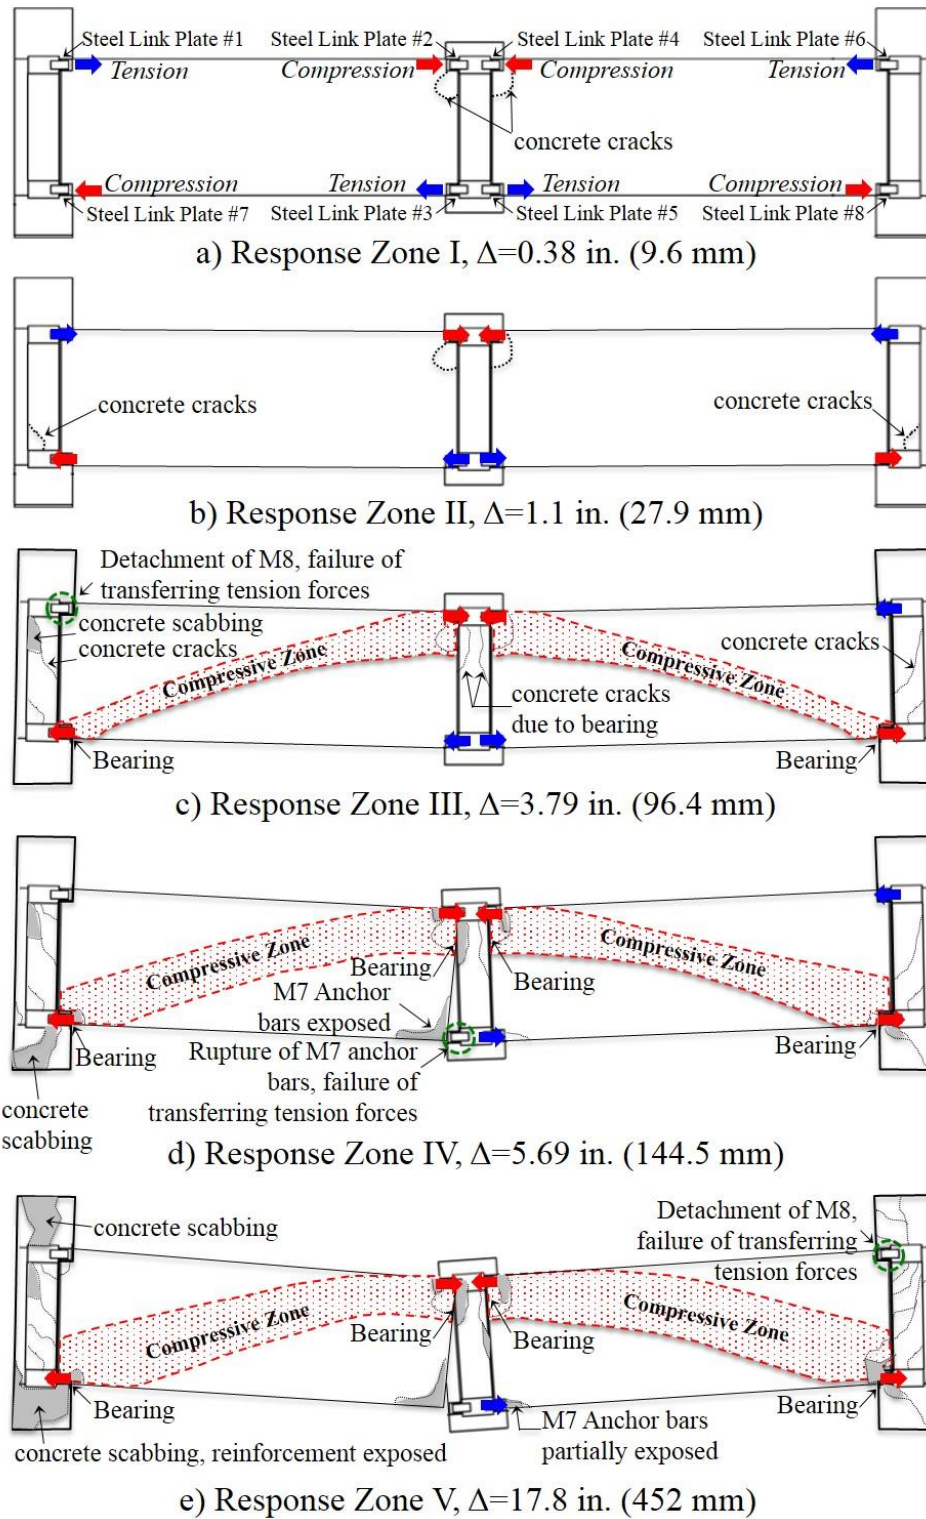 Steel Link Plate #1
Steel Link Plate #2
Steel Link Plate #4
Steel Link Plate #6
Tension
Compression
Compression
Tension
concrete cracks
Compression
Tension
Tension
Compression
Steel Link Plate #7
Steel Link Plate #3
Steel Link Plate #5
Steel Link Plate #8
a) Response Zone I, Δ=0.38 in. (9.6 mm)
concrete cracks
concrete cracks
b) Response Zone II, Δ=1.1 in. (27.9 mm)
Detachment of M8, failure of
transferring tension forces
concrete scabbing
concrete cracks
Compressive Zone
Compressive Zone
concrete cracks
concrete cracks
due to bearing
Bearing
Bearing
c) Response Zone III, Δ=3.79 in. (96.4 mm)
Compressive Zone
Compressive Zone
Bearing
Bearing
M7 Anchor
bars exposed
Bearing
Bearing
Rupture of M7 anchor
bars, failure of
transferring tension forces
concrete
scabbing
d) Response Zone IV, Δ=5.69 in. (144.5 mm)
concrete scabbing
Detachment of M8,
failure of transferring
tension forces
Compressive Zone
Compressive Zone
Bearing
Bearing
Bearing
Bearing
M7 Anchor bars
partially exposed
concrete scabbing, reinforcement exposed
e) Response Zone V, Δ=17.8 in. (452 mm)